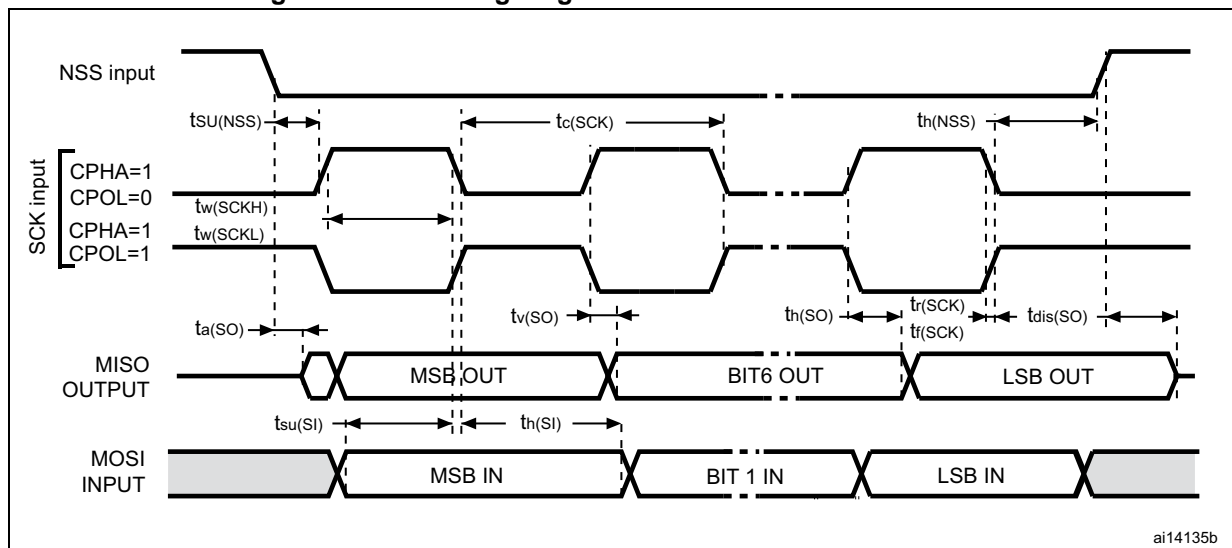 NSS input
tSU(NSS)
tc(SCK)
th(NSS)
SCK input
CPHA=1
CPOL=0
tw(SCKH)
CPHA=1
tw(SCKL)
CPOL=1
ta(SO)
tv(SO)
th(SO)
tr(SCK)
tf(SCK)
tdis(SO)
MISO
OUTPUT
MSB OUT
BIT6 OUT
LSB OUT
tsu(SI)
th(SI)
MOSI
INPUT
MSB IN
BIT 1 IN
LSB IN
ai14135b